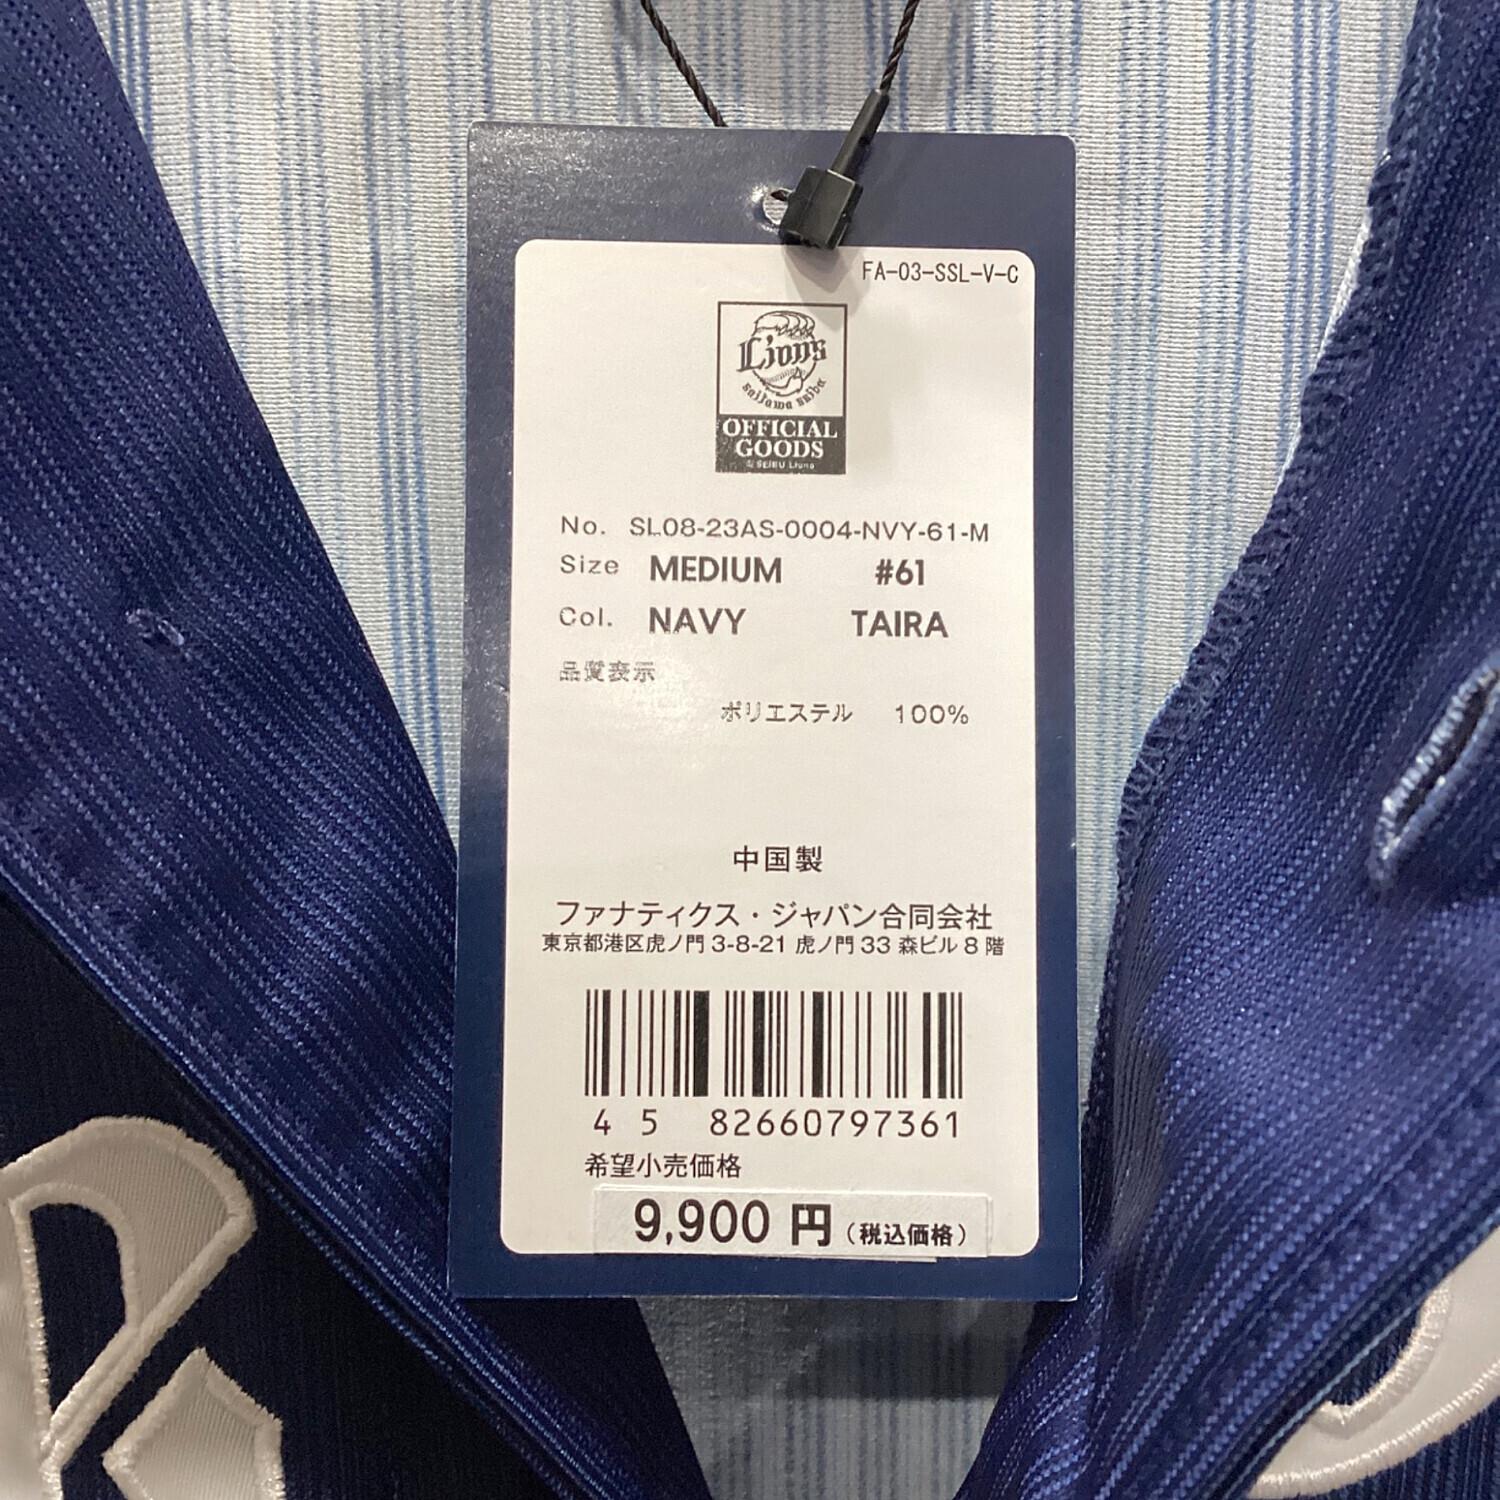 FA-03-SSL-V-C
Lions
saitama seibu
OFFICIAL
GOODS
© SEIBU Lions
No. SL08-23AS-0004-NVY-61-M
Size MEDIUM #61
Col. NAVY TAIRA
品質表示
ポリエステル 100%
中国製
ファナティクス・ジャパン合同会社
東京都港区虎ノ門 3-8-21 虎ノ門 33 森ビル 8 階
4 5 82660797361
希望小売価格
9,900 円 (税込価格)